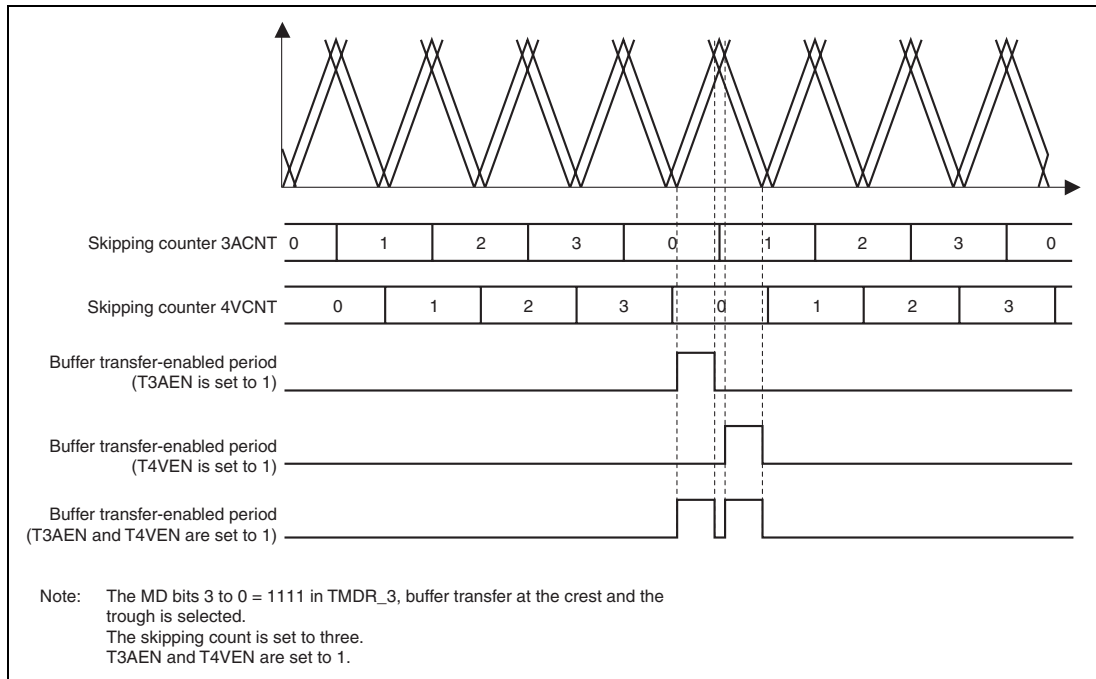 Skipping counter 3ACNT 0 1 2 3 0 1 2 3 0
Skipping counter 4VCNT 0 1 2 3 0 1 2 3
Buffer transfer-enabled period
(T3AEN is set to 1)
Buffer transfer-enabled period
(T4VEN is set to 1)
Buffer transfer-enabled period
(T3AEN and T4VEN are set to 1)
Note: The MD bits 3 to 0 = 1111 in TMDR_3, buffer transfer at the crest and the
trough is selected.
The skipping count is set to three.
T3AEN and T4VEN are set to 1.